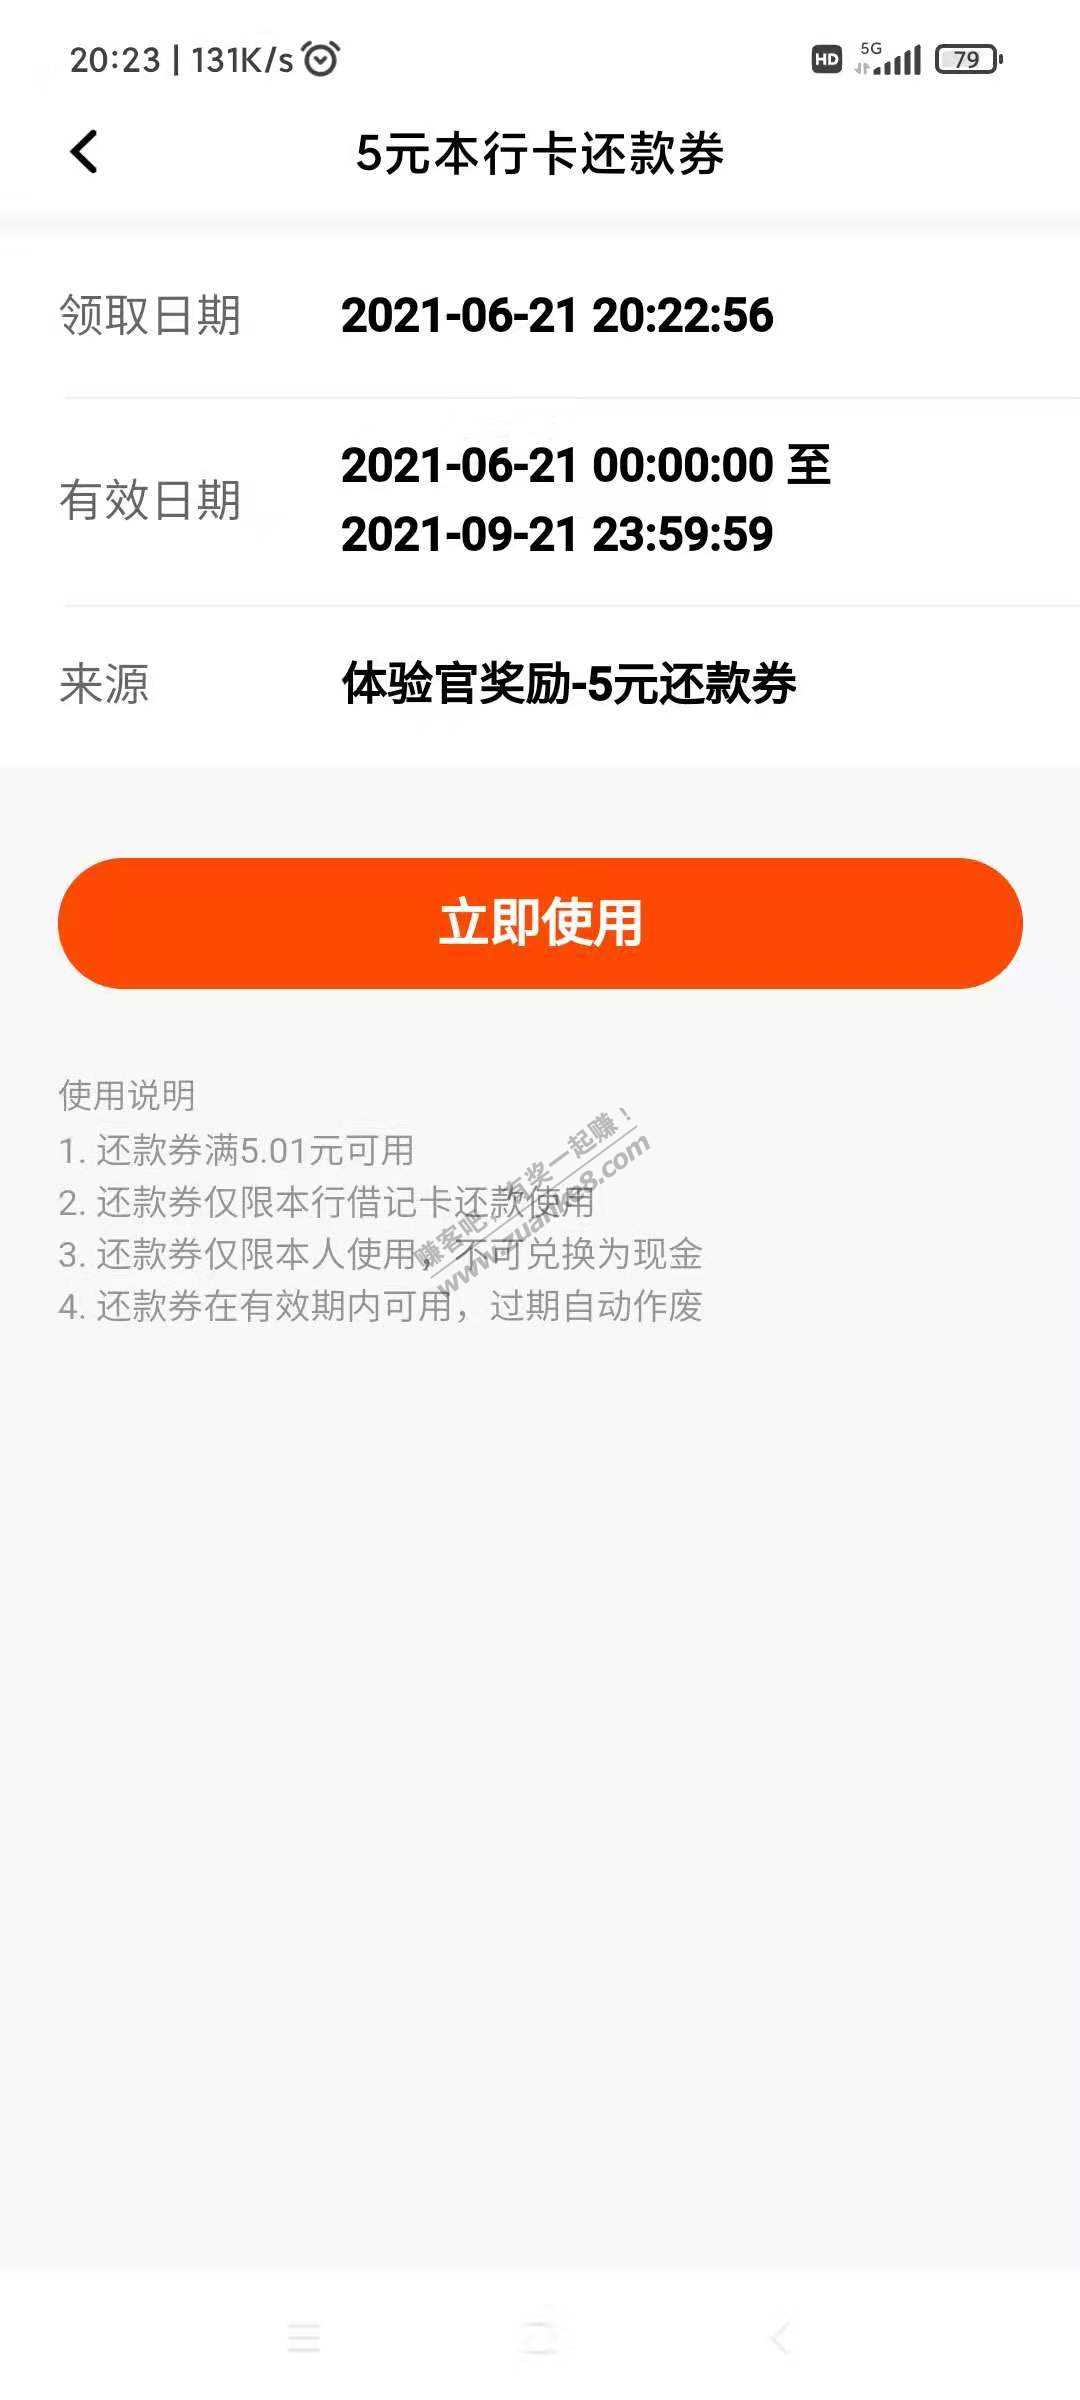 20:23 | 131K/s
HD 5G 79
5元本行卡还款券
领取日期 2021-06-21 20:22:56
有效日期 2021-06-21 00:00:00 至
2021-09-21 23:59:59
来源 体验官奖励-5元还款券
立即使用
使用说明
1. 还款券满5.01元可用
2. 还款券仅限本行借记卡还款使用
3. 还款券仅限本人使用，不可兑换为现金
4. 还款券在有效期内可用，过期自动作废
赚客吧，有奖一起赚！
www.zuanke8.com